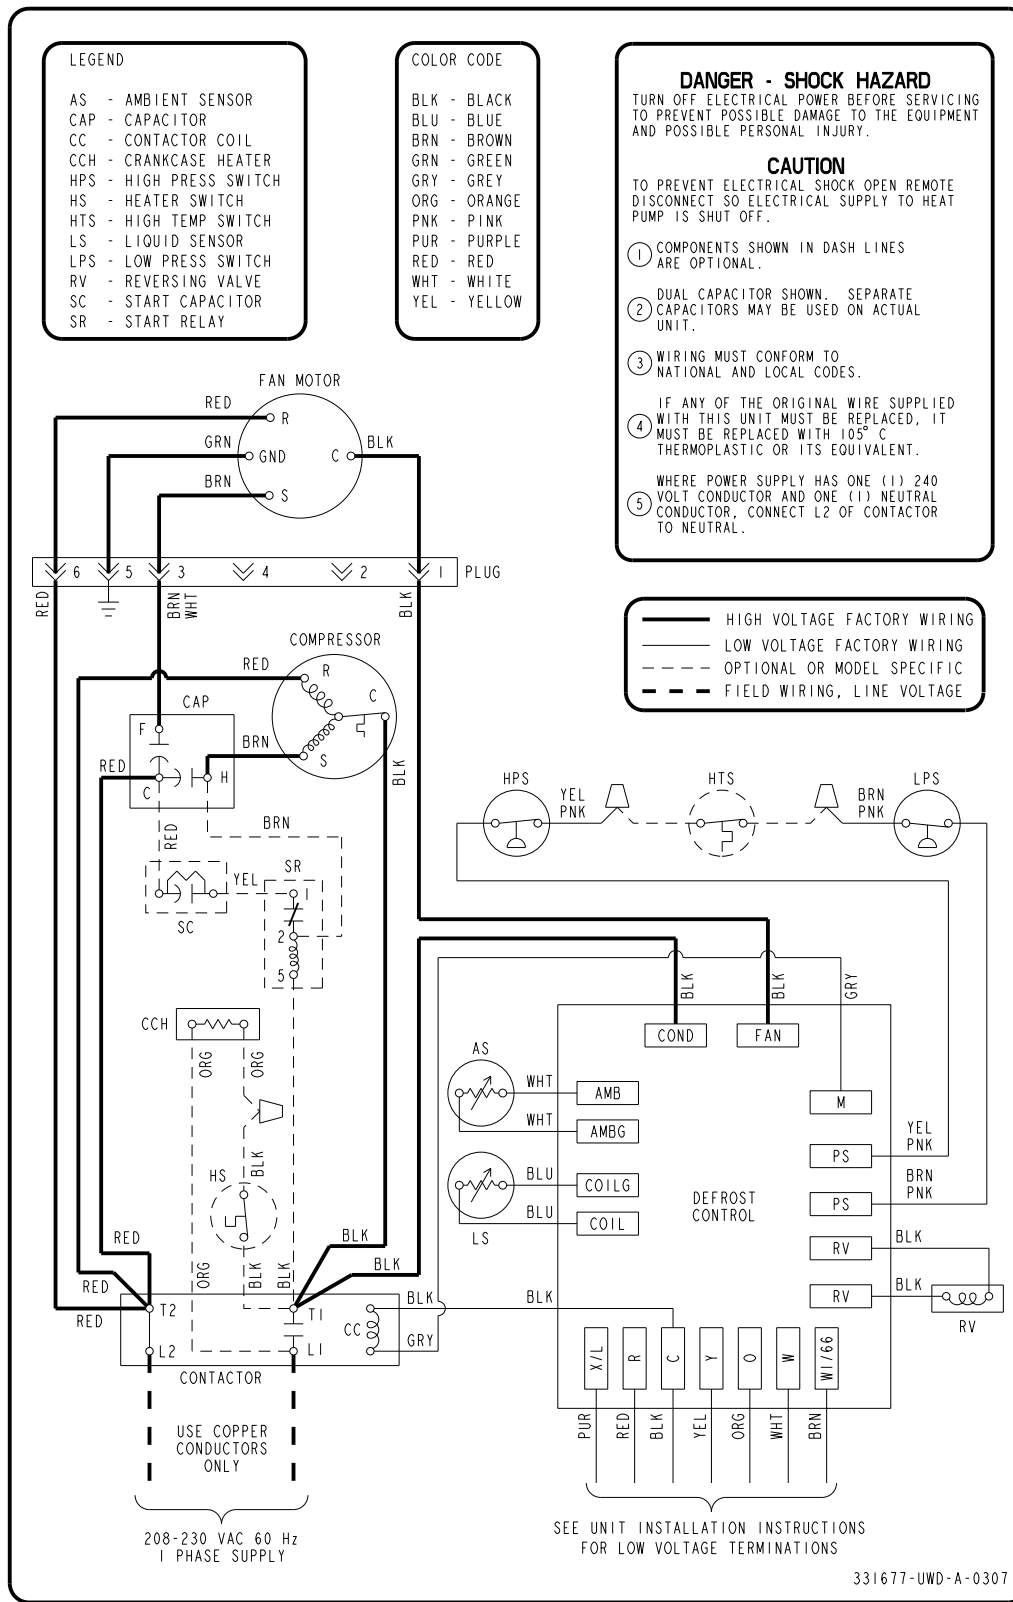 LEGEND
AS - AMBIENT SENSOR
CAP - CAPACITOR
CC - CONTACTOR COIL
CCH - CRANKCASE HEATER
HPS - HIGH PRESS SWITCH
HS - HEATER SWITCH
HTS - HIGH TEMP SWITCH
LS - LIQUID SENSOR
LPS - LOW PRESS SWITCH
RV - REVERSING VALVE
SC - START CAPACITOR
SR - START RELAY
COLOR CODE
BLK - BLACK
BLU - BLUE
BRN - BROWN
GRN - GREEN
GRY - GREY
ORG - ORANGE
PNK - PINK
PUR - PURPLE
RED - RED
WHT - WHITE
YEL - YELLOW
DANGER - SHOCK HAZARD
TURN OFF ELECTRICAL POWER BEFORE SERVICING
TO PREVENT POSSIBLE DAMAGE TO THE EQUIPMENT
AND POSSIBLE PERSONAL INJURY.
CAUTION
TO PREVENT ELECTRICAL SHOCK OPEN REMOTE
DISCONNECT SO ELECTRICAL SUPPLY TO HEAT
PUMP IS SHUT OFF.
1 COMPONENTS SHOWN IN DASH LINES
ARE OPTIONAL.
2 DUAL CAPACITOR SHOWN. SEPARATE
CAPACITORS MAY BE USED ON ACTUAL
UNIT.
3 WIRING MUST CONFORM TO
NATIONAL AND LOCAL CODES.
4 IF ANY OF THE ORIGINAL WIRE SUPPLIED
WITH THIS UNIT MUST BE REPLACED, IT
MUST BE REPLACED WITH 105° C
THERMOPLASTIC OR ITS EQUIVALENT.
5 WHERE POWER SUPPLY HAS ONE (1) 240
VOLT CONDUCTOR AND ONE (1) NEUTRAL
CONDUCTOR, CONNECT L2 OF CONTACTOR
TO NEUTRAL.
HIGH VOLTAGE FACTORY WIRING
LOW VOLTAGE FACTORY WIRING
OPTIONAL OR MODEL SPECIFIC
FIELD WIRING, LINE VOLTAGE
FAN MOTOR
RED
R
GRN
GND
C
BLK
BRN
S
6 5 3 4 2 1 PLUG
RED
BRN
WHT
BLK
COMPRESSOR
RED
R
C
S
BRN
BLK
CAP
F
RED
C
H
RED
BRN
YEL
SC
SR
1
2
5
CCH
ORG
ORG
BLK
HS
ORG
BLK
BLK
BLK
BLK
RED
RED
RED
T2
T1
CC
L2
L1
BLK
GRY
BLK
CONTACTOR
USE COPPER
CONDUCTORS
ONLY
208-230 VAC 60 Hz
1 PHASE SUPPLY
HPS
YEL
PNK
HTS
BRN
PNK
LPS
BLK
BLK
GRY
COND
FAN
AS
WHT
AMB
WHT
AMBG
BLU
COILG
BLU
COIL
LS
DEFROST
CONTROL
M
YEL
PNK
PS
BRN
PNK
PS
RV
BLK
RV
BLK
RV
X/L R C Y O W W1/66
PUR RED BLK YEL ORG WHT BRN
SEE UNIT INSTALLATION INSTRUCTIONS
FOR LOW VOLTAGE TERMINATIONS
331677-UWD-A-0307